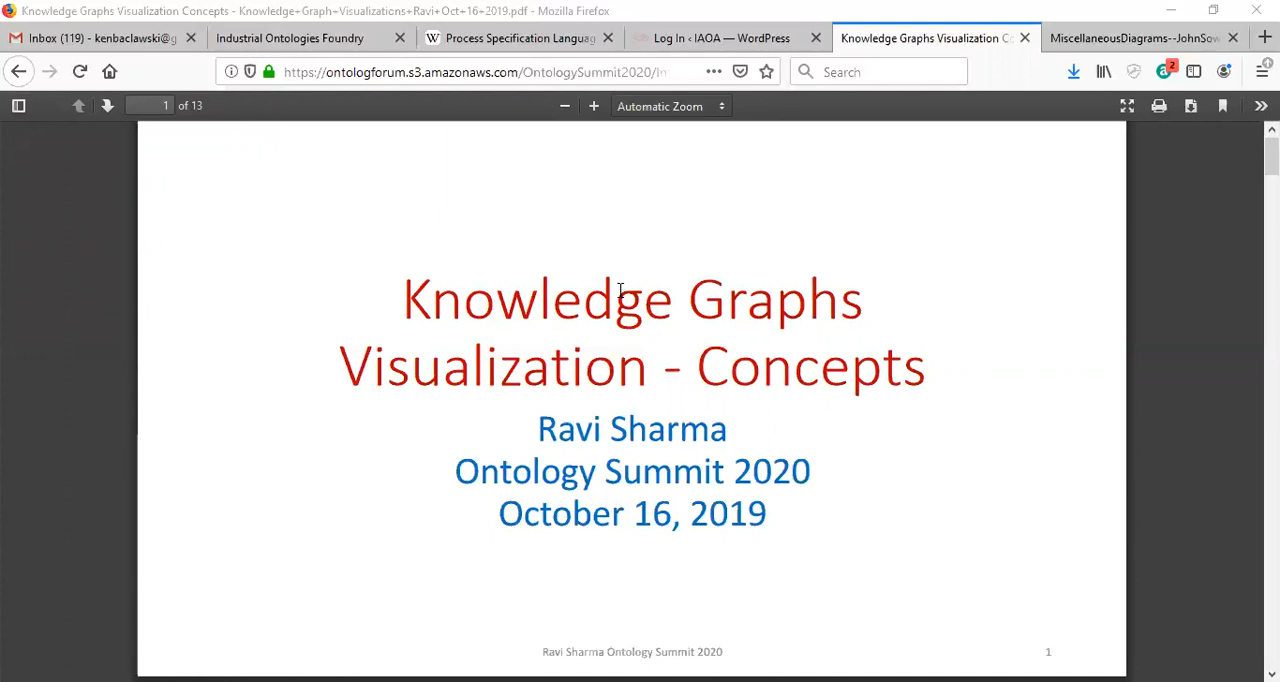 Knowledge Graphs Visualization Concepts - Knowledge+Graph+Visualizations+Ravi+Oct+16+2019.pdf - Mozilla Firefox
Inbox (119) - kenbaclawski@g
Industrial Ontologies Foundry
W Process Specification Languag
Log In ‹ IAOA — WordPress
Knowledge Graphs Visualization Co
MiscellaneousDiagrams--JohnSow
https://ontologforum.s3.amazonaws.com/OntologySummit2020/In
Search
2
1 of 13
Automatic Zoom
Knowledge Graphs
Visualization - Concepts
Ravi Sharma
Ontology Summit 2020
October 16, 2019
Ravi Sharma Ontology Summit 2020
1